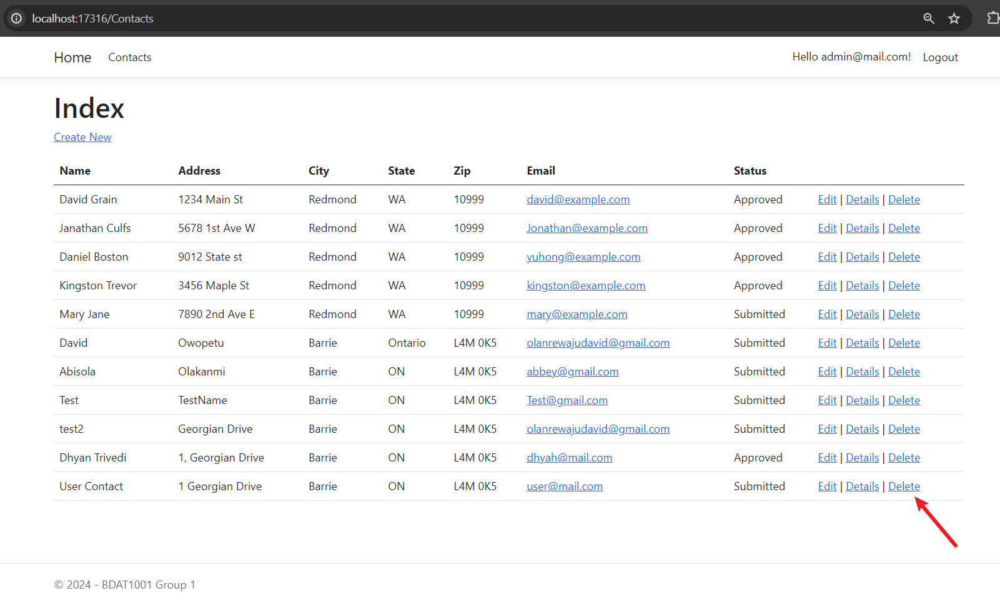 localhost:17316/Contacts
Home Contacts Hello admin@mail.com! Logout
Index
Create New
Name Address City State Zip Email Status
David Grain 1234 Main St Redmond WA 10999 david@example.com Approved Edit | Details | Delete
Janathan Culfs 5678 1st Ave W Redmond WA 10999 Jonathan@example.com Approved Edit | Details | Delete
Daniel Boston 9012 State st Redmond WA 10999 yuhong@example.com Approved Edit | Details | Delete
Kingston Trevor 3456 Maple St Redmond WA 10999 kingston@example.com Approved Edit | Details | Delete
Mary Jane 7890 2nd Ave E Redmond WA 10999 mary@example.com Submitted Edit | Details | Delete
David Owopetu Barrie Ontario L4M 0K5 olanrewajudavid@gmail.com Submitted Edit | Details | Delete
Abisola Olakanmi Barrie ON L4M 0K5 abbey@gmail.com Submitted Edit | Details | Delete
Test TestName Barrie ON L4M 0K5 Test@gmail.com Submitted Edit | Details | Delete
test2 Georgian Drive Barrie ON L4M 0K5 olanrewajudavid@gmail.com Submitted Edit | Details | Delete
Dhyan Trivedi 1, Georgian Drive Barrie ON L4M 0K5 dhyah@mail.com Approved Edit | Details | Delete
User Contact 1 Georgian Drive Barrie ON L4M 0K5 user@mail.com Submitted Edit | Details | Delete
© 2024 - BDAT1001 Group 1